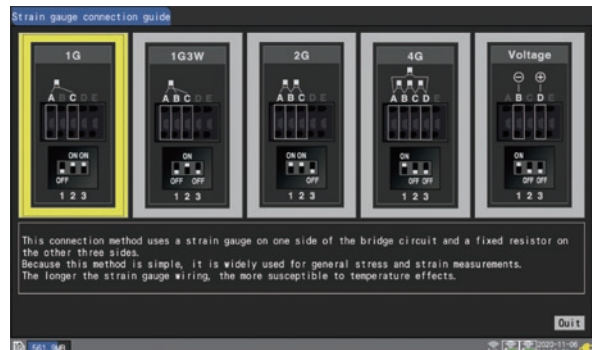 Strain gauge connection guide
1G
1G3W
2G
4G
Voltage
A B C D E
A B C D E
A B C D E
A B C D E
A B C D E
ON ON
ON
ON ON
ON
ON
OFF
OFF OFF
OFF
OFF OFF
OFF OFF
1 2 3
1 2 3
1 2 3
1 2 3
1 2 3
This connection method uses a strain gauge on one side of the bridge circuit and a fixed resistor on
the other three sides.
Because this method is simple, it is widely used for general stress and strain measurements.
The longer the strain gauge wiring, the more susceptible to temperature effects.
Quit
561.9MB
2020-11-06